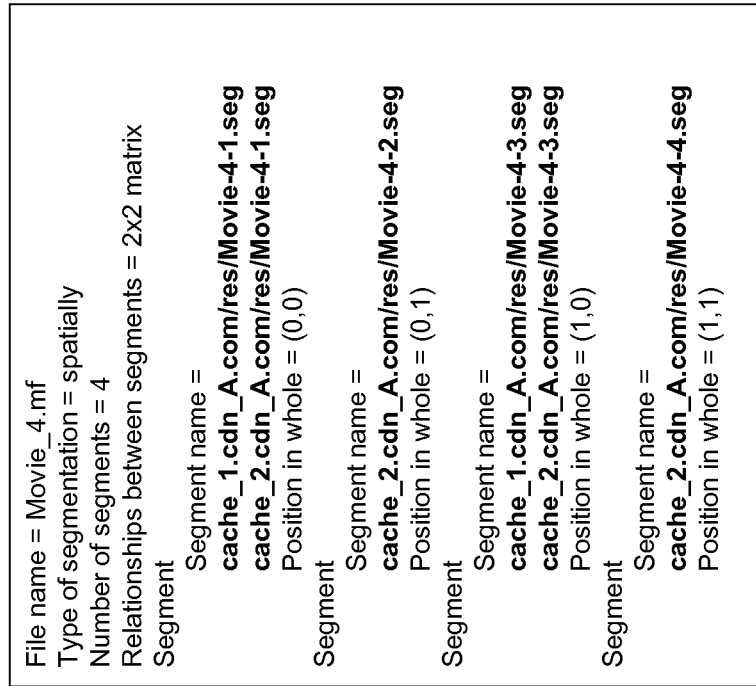 File name = Movie_4.mf
Type of segmentation = spatially
Number of segments = 4
Relationships between segments = 2x2 matrix
Segment
Segment name =
cache_1.cdn_A.com/res/Movie-4-1.seg
cache_2.cdn_A.com/res/Movie-4-1.seg
Position in whole = (0,0)
Segment
Segment name =
cache_2.cdn_A.com/res/Movie-4-2.seg
Position in whole = (0,1)
Segment
Segment name =
cache_1.cdn_A.com/res/Movie-4-3.seg
cache_2.cdn_A.com/res/Movie-4-3.seg
Position in whole = (1,0)
Segment
Segment name =
cache_2.cdn_A.com/res/Movie-4-4.seg
Position in whole = (1,1)